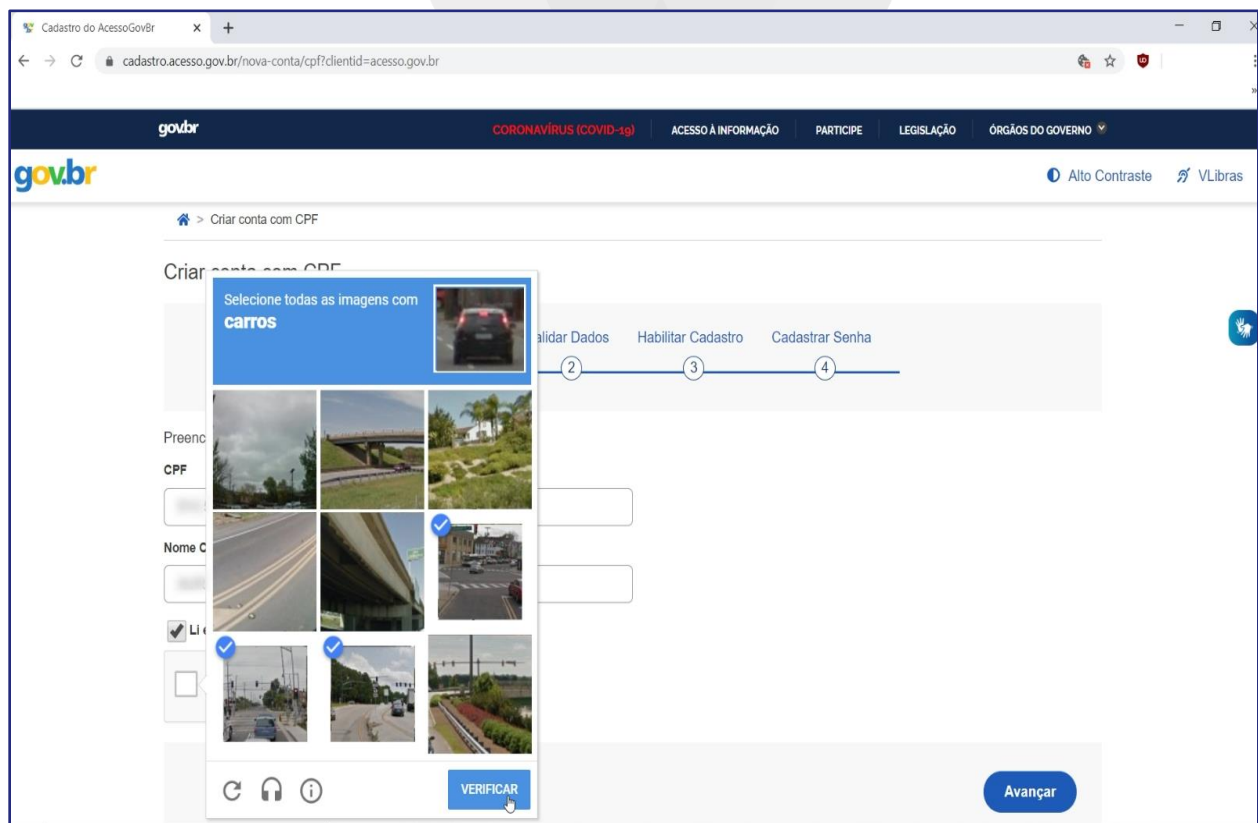 Cadastro do AcessoGovBr
cadastro.acesso.gov.br/nova-conta/cpf?clientid=acesso.gov.br
gov.br CORONAVÍRUS (COVID-19) ACESSO À INFORMAÇÃO PARTICIPE LEGISLAÇÃO ÓRGÃOS DO GOVERNO
gov.br Alto Contraste VLibras
> Criar conta com CPF
Criar conta com CPF
Selecione todas as imagens com
carros
alidar Dados Habilitar Cadastro Cadastrar Senha
2 3 4
Preenc
CPF
Nome C
Li e
VERIFICAR
Avançar